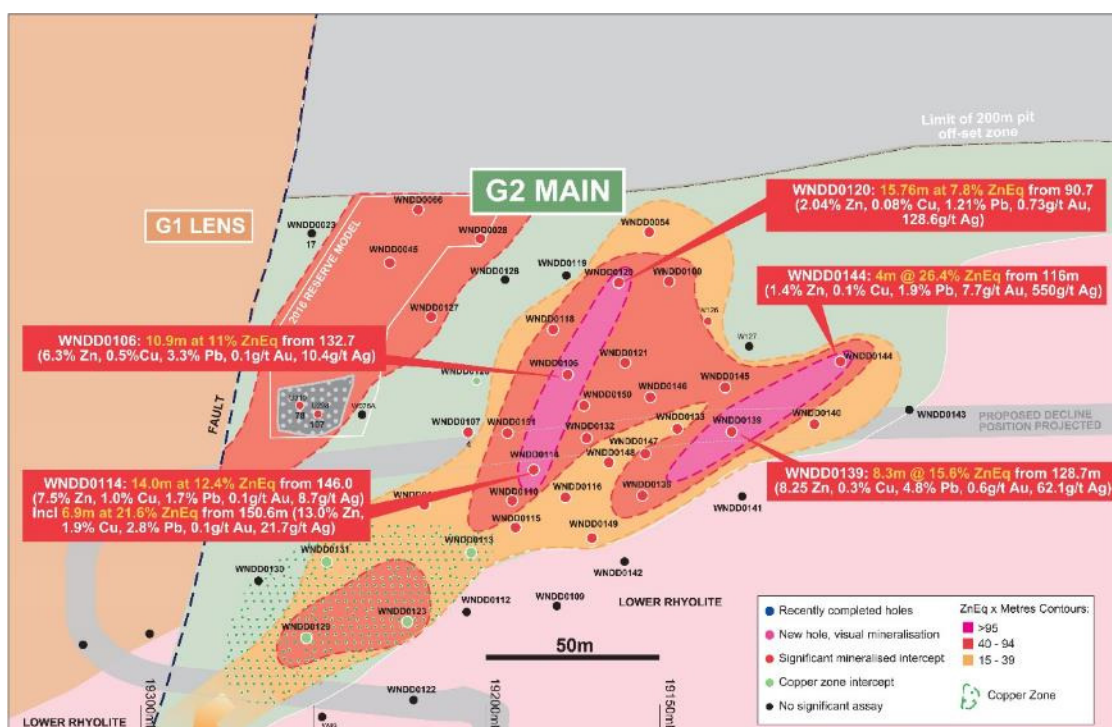 Limit of 200m pit
off-set zone
G2 MAIN
G1 LENS
WNDD0066
WNDD0054
WNDD0023
17
WNDD0028
WNDD0045
2016 RESERVE MODEL
WNDD0119
WNDD0100
WNDD0127
WNDD0118
W126
W127
WNDD0120: 15.76m at 7.8% ZnEq from 90.7
(2.04% Zn, 0.08% Cu, 1.21% Pb, 0.73g/t Au,
128.6g/t Ag)
WNDD0144: 4m @ 26.4% ZnEq from 116m
(1.4% Zn, 0.1% Cu, 1.9% Pb, 7.7g/t Au, 550g/t Ag)
WNDD0106: 10.9m at 11% ZnEq from 132.7
(6.3% Zn, 0.5%Cu, 3.3% Pb, 0.1g/t Au, 10.4g/t Ag)
WNDD0121
WNDD0144
WNDD0146
WNDD0145
WNDD0150
78
107
FAULT
WNDD0107
WNDD0132
WNDD0133
WNDD0139
WNDD0140
WNDD0143
PROPOSED DECLINE
POSITION PROJECTED
WNDD0147
WNDD0148
WNDD0114
WNDD0114: 14.0m at 12.4% ZnEq from 146.0
(7.5% Zn, 1.0% Cu, 1.7% Pb, 0.1g/t Au, 8.7g/t Ag)
Incl 6.9m at 21.6% ZnEq from 150.6m (13.0% Zn,
1.9% Cu, 2.8% Pb, 0.1g/t Au, 21.7g/t Ag)
WNDD0139: 8.3m @ 15.6% ZnEq from 128.7m
(8.25 Zn, 0.3% Cu, 4.8% Pb, 0.6g/t Au, 62.1g/t Ag)
WNDD0110
WNDD0116
WNDD0141
WNDD0115
WNDD0149
WNDD0113
WNDD0131
WNDD0130
WNDD0142
WNDD0112
WNDD0109
LOWER RHYOLITE
WNDD0123
WNDD0129
50m
WNDD0122
19300m
19200m
19150m
LOWER RHYOLITE
Recently completed holes
New hole, visual mineralisation
Significant mineralised intercept
Copper zone intercept
No significant assay
ZnEq x Metres Contours:
>95
40 - 94
15 - 39
Copper Zone